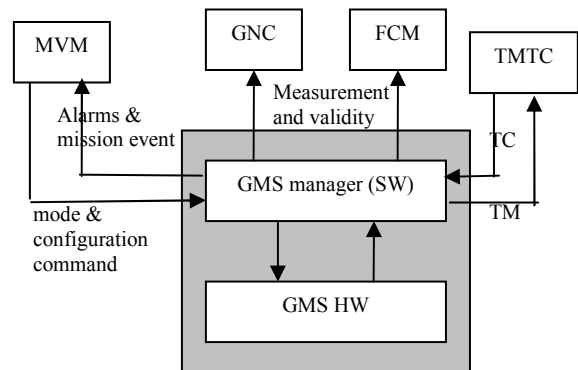 MVM
GNC
FCM
TMTC
Alarms &
mission event
Measurement
and validity
TC
GMS manager (SW)
mode &
configuration
command
TM
GMS HW